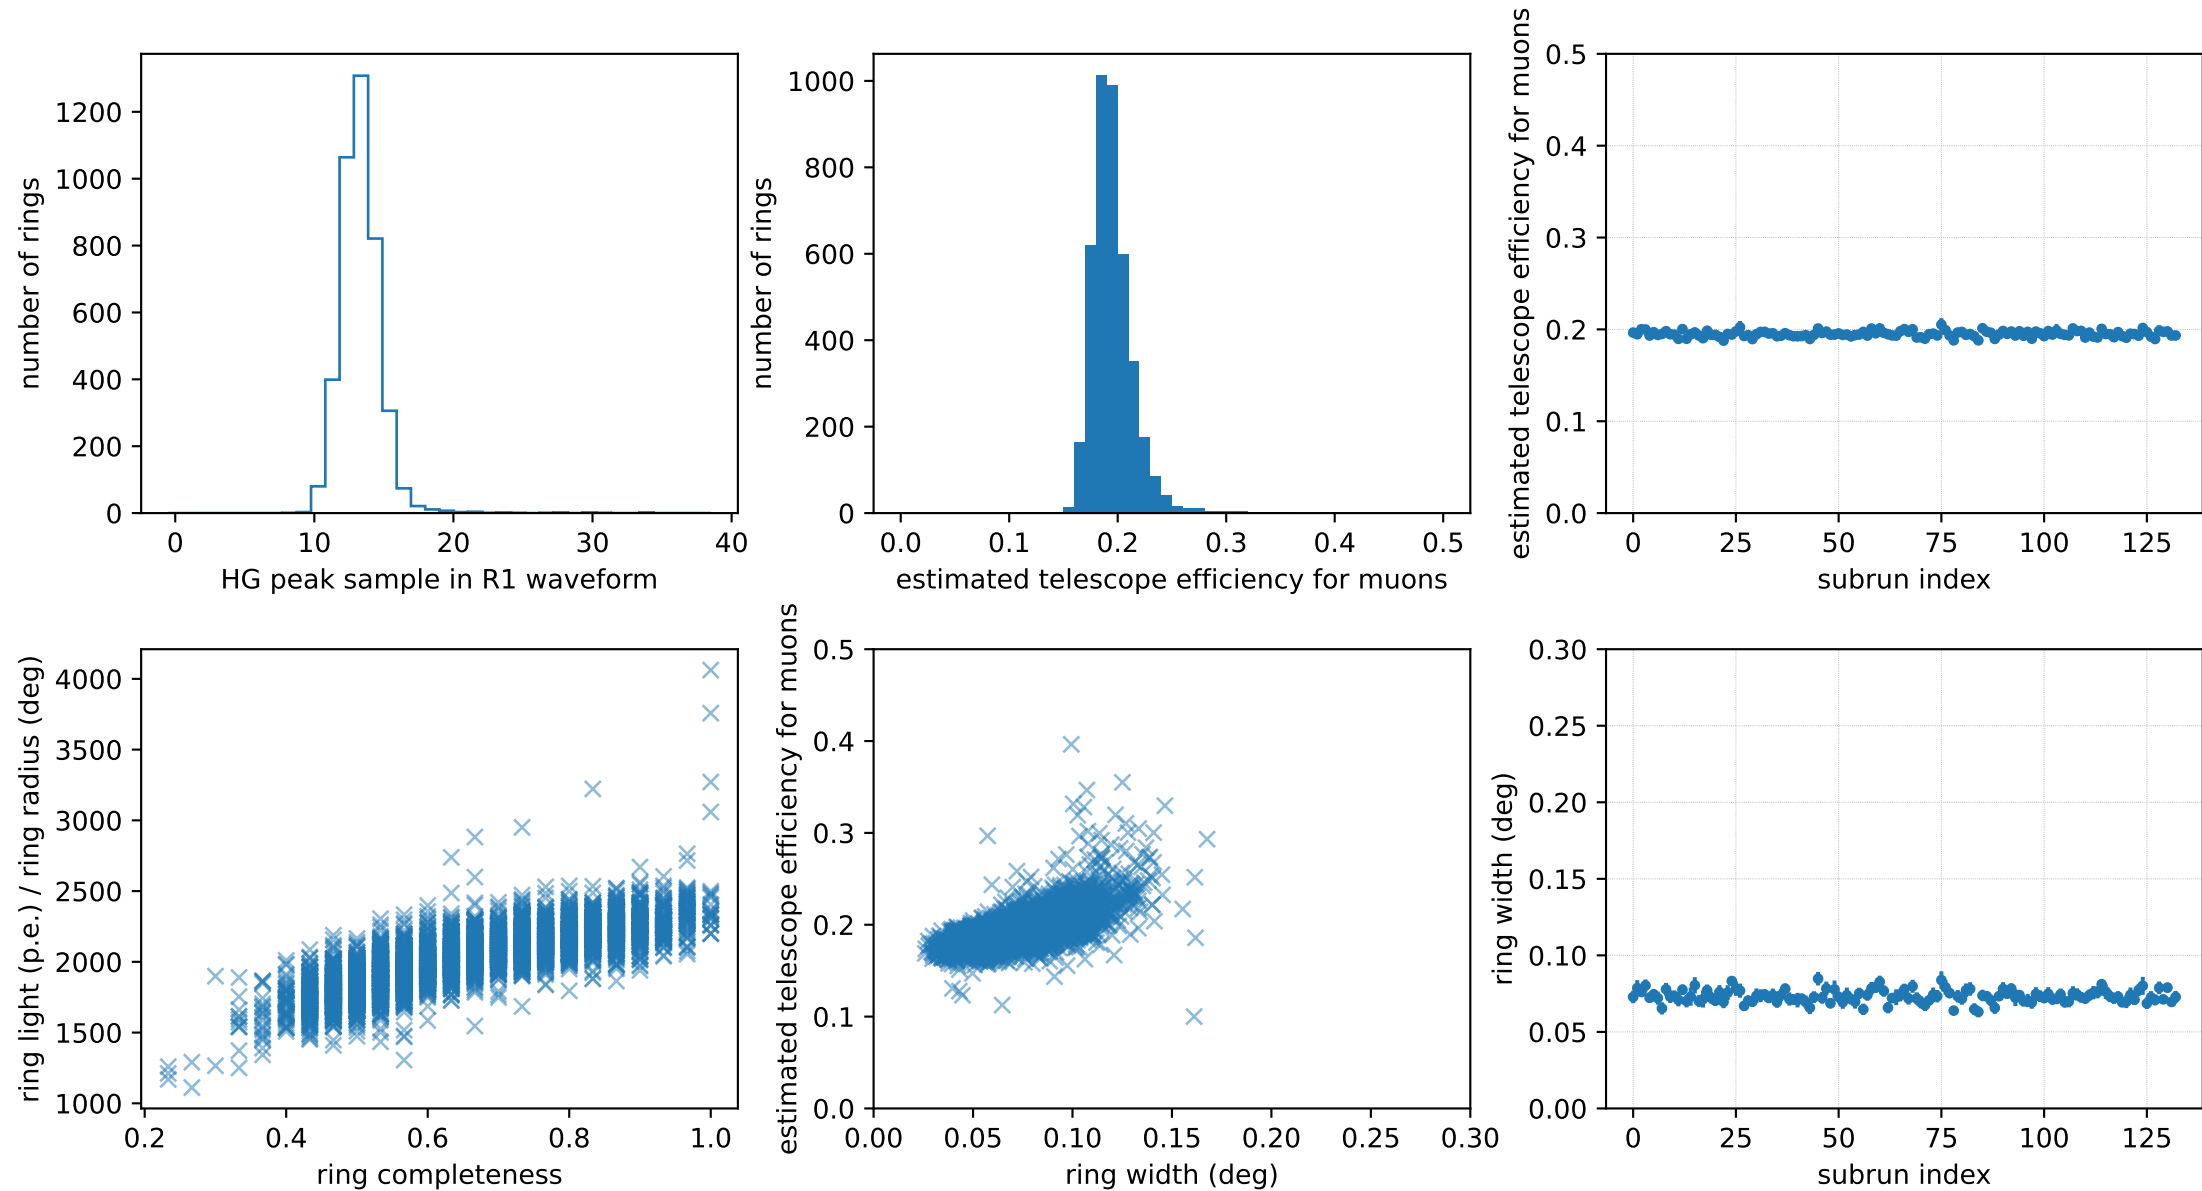 number of rings
1200
1000
800
600
400
200
0
0 10 20 30 40
HG peak sample in R1 waveform
number of rings
1000
800
600
400
200
0
0.0 0.1 0.2 0.3 0.4 0.5
estimated telescope efficiency for muons
estimated telescope efficiency for muons
0.5
0.4
0.3
0.2
0.1
0.0
0 25 50 75 100 125
subrun index
ring light (p.e.) / ring radius (deg)
4000
3500
3000
2500
2000
1500
1000
0.2 0.4 0.6 0.8 1.0
ring completeness
estimated telescope efficiency for muons
0.5
0.4
0.3
0.2
0.1
0.0
0.00 0.05 0.10 0.15 0.20 0.25 0.30
ring width (deg)
ring width (deg)
0.30
0.25
0.20
0.15
0.10
0.05
0.00
0 25 50 75 100 125
subrun index